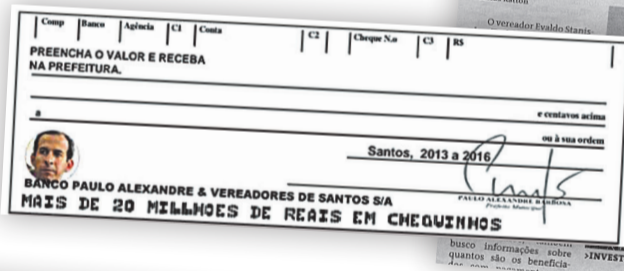 O vereador Evaldo Stanis-
Comp Banco Agência C1 Conta C2 Cheque N.o C3 R$
PREENCHA O VALOR E RECEBA
NA PREFEITURA.
e centavos acima
a
ou à sua ordem
Santos, 2013 a 2016
PAULO ALEXANDRE BARBOSA
Prefeito Municipal
BANCO PAULO ALEXANDRE & VEREADORES DE SANTOS S/A
MAIS DE 20 MILLHOES DE REAIS EM CHEQUINHOS
busco informações sobre
quantos são os beneficia-
>INVEST